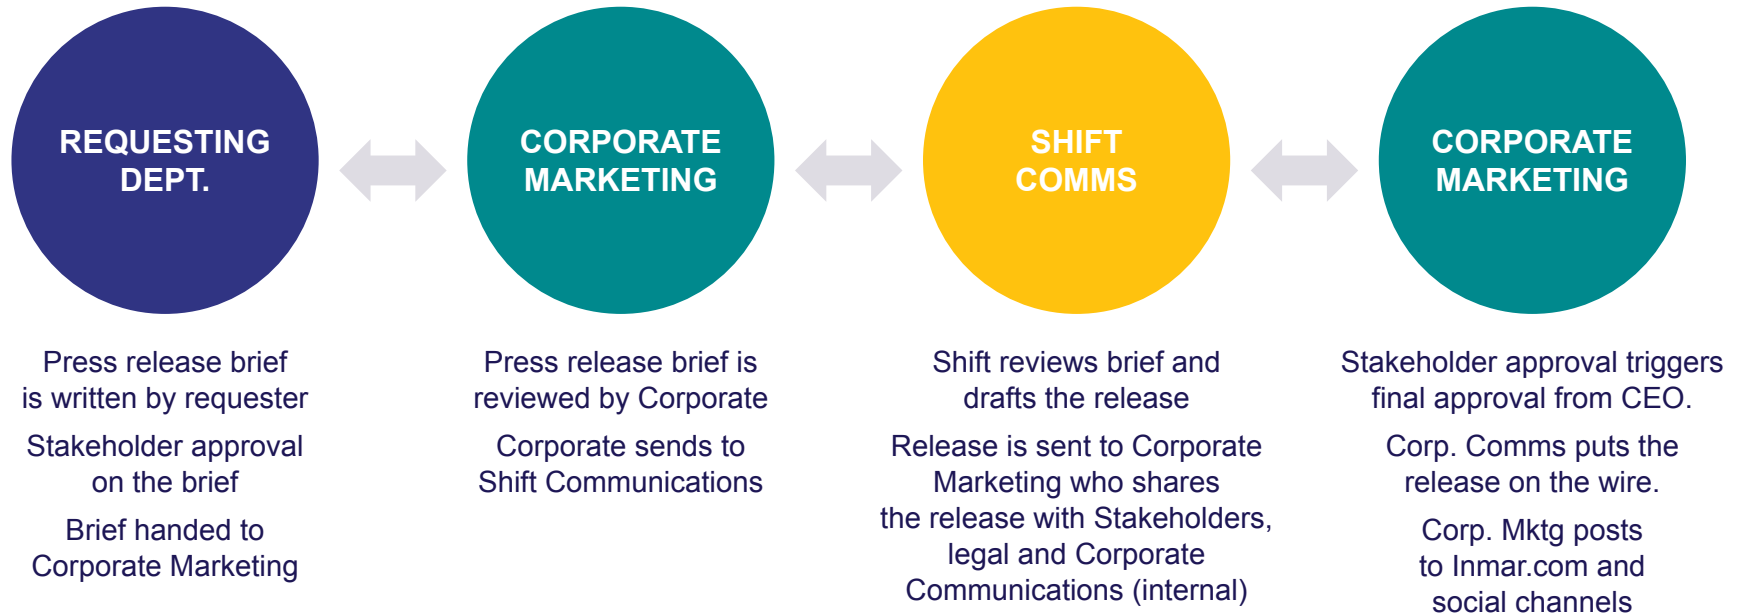 REQUESTING
DEPT.
Press release brief
is written by requester
Stakeholder approval
on the brief
Brief handed to
Corporate Marketing
CORPORATE
MARKETING
Press release brief is
reviewed by Corporate
Corporate sends to
Shift Communications
SHIFT
COMMS
Shift reviews brief and
drafts the release
Release is sent to Corporate
Marketing who shares
the release with Stakeholders,
legal and Corporate
Communications (internal)
CORPORATE
MARKETING
Stakeholder approval triggers
final approval from CEO.
Corp. Comms puts the
release on the wire.
Corp. Mktg posts
to Inmar.com and
social channels